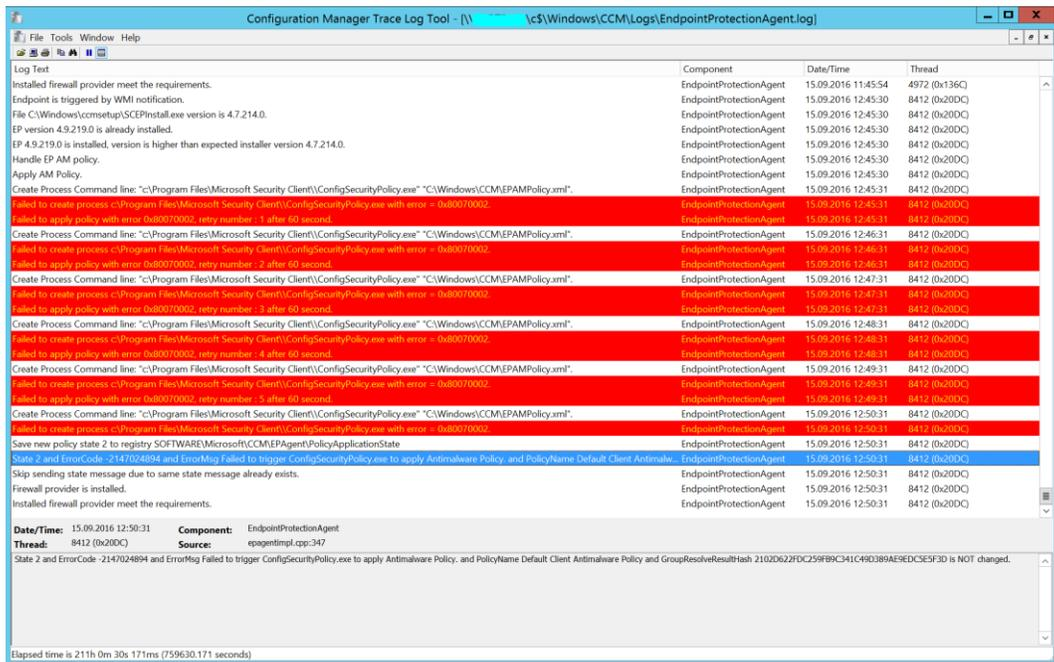 Configuration Manager Trace Log Tool - [\\ \c$\Windows\CCM\Logs\EndpointProtectionAgent.log]
File Tools Window Help
Log Text Component Date/Time Thread
Installed firewall provider meet the requirements. EndpointProtectionAgent 15.09.2016 11:45:54 4972 (0x136C)
Endpoint is triggered by WMI notification. EndpointProtectionAgent 15.09.2016 12:45:30 8412 (0x20DC)
File C:\Windows\ccmsetup\SCEPInstall.exe version is 4.7.214.0. EndpointProtectionAgent 15.09.2016 12:45:30 8412 (0x20DC)
EP version 4.9.219.0 is already installed. EndpointProtectionAgent 15.09.2016 12:45:30 8412 (0x20DC)
EP 4.9.219.0 is installed, version is higher than expected installer version 4.7.214.0. EndpointProtectionAgent 15.09.2016 12:45:30 8412 (0x20DC)
Handle EP AM policy. EndpointProtectionAgent 15.09.2016 12:45:30 8412 (0x20DC)
Apply AM Policy. EndpointProtectionAgent 15.09.2016 12:45:30 8412 (0x20DC)
Create Process Command line: "c:\Program Files\Microsoft Security Client\\ConfigSecurityPolicy.exe" "C:\Windows\CCM\EPAMPolicy.xml". EndpointProtectionAgent 15.09.2016 12:45:31 8412 (0x20DC)
Failed to create process c:\Program Files\Microsoft Security Client\\ConfigSecurityPolicy.exe with error = 0x80070002. EndpointProtectionAgent 15.09.2016 12:45:31 8412 (0x20DC)
Failed to apply policy with error 0x80070002, retry number : 1 after 60 second. EndpointProtectionAgent 15.09.2016 12:45:31 8412 (0x20DC)
Create Process Command line: "c:\Program Files\Microsoft Security Client\\ConfigSecurityPolicy.exe" "C:\Windows\CCM\EPAMPolicy.xml". EndpointProtectionAgent 15.09.2016 12:46:31 8412 (0x20DC)
Failed to create process c:\Program Files\Microsoft Security Client\\ConfigSecurityPolicy.exe with error = 0x80070002. EndpointProtectionAgent 15.09.2016 12:46:31 8412 (0x20DC)
Failed to apply policy with error 0x80070002, retry number : 2 after 60 second. EndpointProtectionAgent 15.09.2016 12:46:31 8412 (0x20DC)
Create Process Command line: "c:\Program Files\Microsoft Security Client\\ConfigSecurityPolicy.exe" "C:\Windows\CCM\EPAMPolicy.xml". EndpointProtectionAgent 15.09.2016 12:47:31 8412 (0x20DC)
Failed to create process c:\Program Files\Microsoft Security Client\\ConfigSecurityPolicy.exe with error = 0x80070002. EndpointProtectionAgent 15.09.2016 12:47:31 8412 (0x20DC)
Failed to apply policy with error 0x80070002, retry number : 3 after 60 second. EndpointProtectionAgent 15.09.2016 12:47:31 8412 (0x20DC)
Create Process Command line: "c:\Program Files\Microsoft Security Client\\ConfigSecurityPolicy.exe" "C:\Windows\CCM\EPAMPolicy.xml". EndpointProtectionAgent 15.09.2016 12:48:31 8412 (0x20DC)
Failed to create process c:\Program Files\Microsoft Security Client\\ConfigSecurityPolicy.exe with error = 0x80070002. EndpointProtectionAgent 15.09.2016 12:48:31 8412 (0x20DC)
Failed to apply policy with error 0x80070002, retry number : 4 after 60 second. EndpointProtectionAgent 15.09.2016 12:48:31 8412 (0x20DC)
Create Process Command line: "c:\Program Files\Microsoft Security Client\\ConfigSecurityPolicy.exe" "C:\Windows\CCM\EPAMPolicy.xml". EndpointProtectionAgent 15.09.2016 12:49:31 8412 (0x20DC)
Failed to create process c:\Program Files\Microsoft Security Client\\ConfigSecurityPolicy.exe with error = 0x80070002. EndpointProtectionAgent 15.09.2016 12:49:31 8412 (0x20DC)
Failed to apply policy with error 0x80070002, retry number : 5 after 60 second. EndpointProtectionAgent 15.09.2016 12:49:31 8412 (0x20DC)
Create Process Command line: "c:\Program Files\Microsoft Security Client\\ConfigSecurityPolicy.exe" "C:\Windows\CCM\EPAMPolicy.xml". EndpointProtectionAgent 15.09.2016 12:50:31 8412 (0x20DC)
Failed to create process c:\Program Files\Microsoft Security Client\\ConfigSecurityPolicy.exe with error = 0x80070002. EndpointProtectionAgent 15.09.2016 12:50:31 8412 (0x20DC)
Save new policy state 2 to registry SOFTWARE\Microsoft\CCM\EPAgent\PolicyApplicationState EndpointProtectionAgent 15.09.2016 12:50:31 8412 (0x20DC)
State 2 and ErrorCode -2147024894 and ErrorMsg Failed to trigger ConfigSecurityPolicy.exe to apply Antimalware Policy. and PolicyName Default Client Antimalw... EndpointProtectionAgent 15.09.2016 12:50:31 8412 (0x20DC)
Skip sending state message due to same state message already exists. EndpointProtectionAgent 15.09.2016 12:50:31 8412 (0x20DC)
Firewall provider is installed. EndpointProtectionAgent 15.09.2016 12:50:31 8412 (0x20DC)
Installed firewall provider meet the requirements. EndpointProtectionAgent 15.09.2016 12:50:31 8412 (0x20DC)
Date/Time: 15.09.2016 12:50:31 Component: EndpointProtectionAgent
Thread: 8412 (0x20DC) Source: epagentimpl.cpp:347
State 2 and ErrorCode -2147024894 and ErrorMsg Failed to trigger ConfigSecurityPolicy.exe to apply Antimalware Policy. and PolicyName Default Client Antimalware Policy and GroupResolveResultHash 2102D622FDC259FB9C341C49D389AE9EDC5E5F3D is NOT changed.
Elapsed time is 211h 0m 30s 171ms (759630.171 seconds)